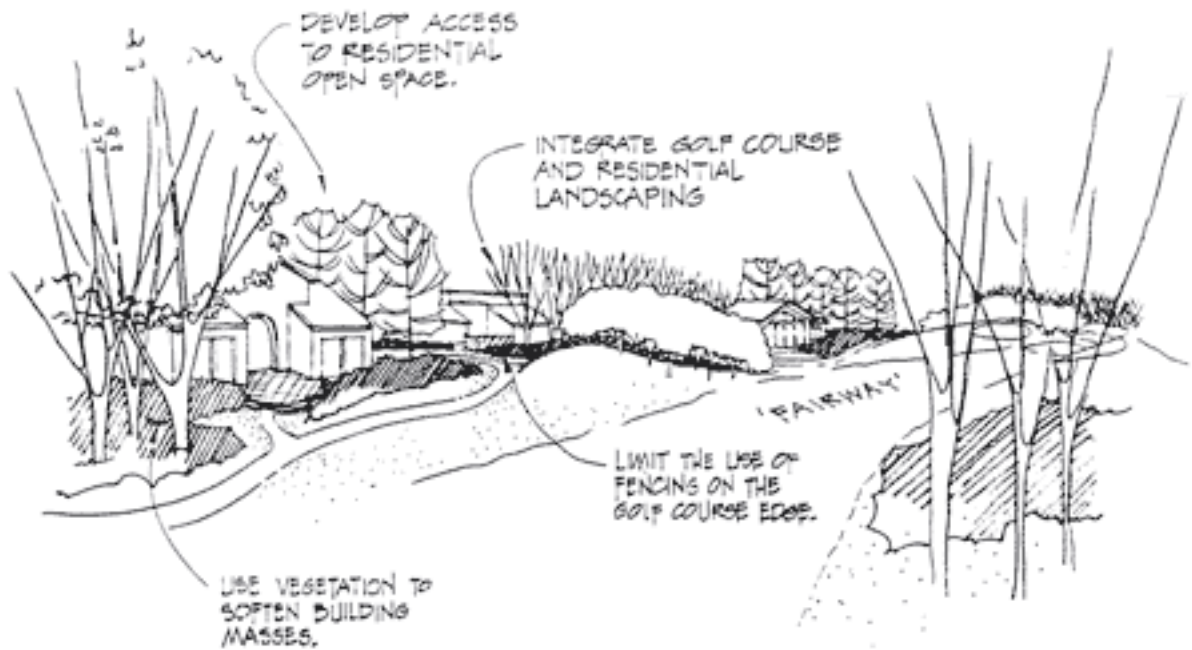 DEVELOP ACCESS
TO RESIDENTIAL
OPEN SPACE.
INTEGRATE GOLF COURSE
AND RESIDENTIAL
LANDSCAPING
'FAIRWAY'
LIMIT THE USE OF
FENCING ON THE
GOLF COURSE EDGE.
USE VEGETATION TO
SOFTEN BUILDING
MASSES.